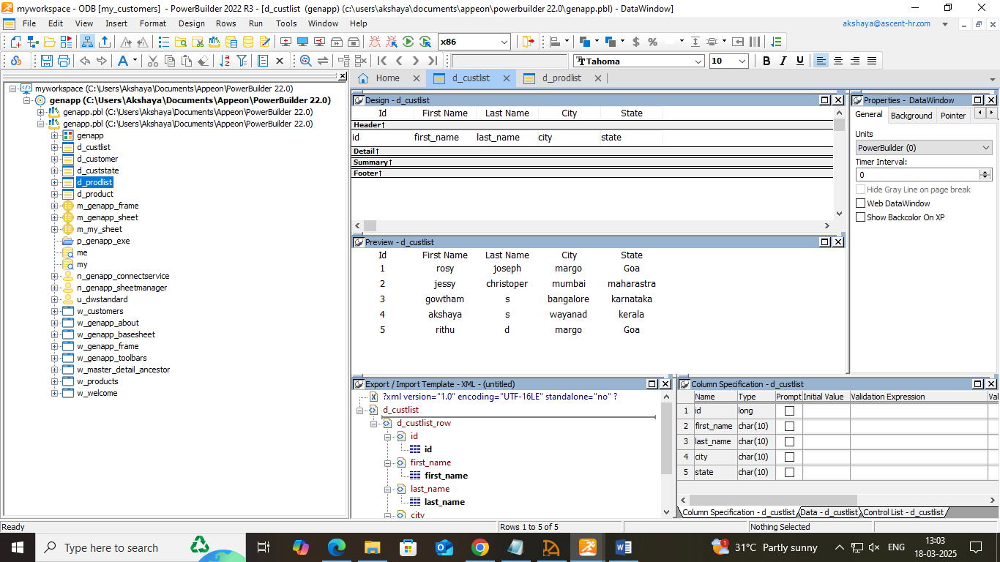 myworkspace - ODB [my_customers]  - PowerBuilder 2022 R3 - [d_custlist  (genapp) (c:\users\akshaya\documents\appeon\powerbuilder 22.0\genapp.pbl) - DataWindow]
File Edit View Insert Format Design Rows Run Tools Window Help
akshaya@ascent-hr.com
x86
Tahoma 10 B I U
Home d_custlist d_prodlist
myworkspace (C:\Users\Akshaya\Documents\Appeon\PowerBuilder 22.0)
genapp (C:\Users\Akshaya\Documents\Appeon\PowerBuilder 22.0)
genapp.pbl (C:\Users\Akshaya\Documents\Appeon\PowerBuilder 22.0)
genapp.pbl (C:\Users\Akshaya\Documents\Appeon\PowerBuilder 22.0)
genapp
d_custlist
d_customer
d_custstate
d_prodlist
d_product
m_genapp_frame
m_genapp_sheet
m_my_sheet
p_genapp_exe
me
my
n_genapp_connectservice
n_genapp_sheetmanager
u_dwstandard
w_customers
w_genapp_about
w_genapp_basesheet
w_genapp_frame
w_genapp_toolbars
w_master_detail_ancestor
w_products
w_welcome
Design - d_custlist
Id First Name Last Name City State
Header↑
id first_name last_name city state
Detail↑
Summary↑
Footer↑
Properties - DataWindow
General Background Pointer
Units
PowerBuilder (0)
Timer Interval:
0
Hide Gray Line on page break
Web DataWindow
Show Backcolor On XP
Preview - d_custlist
Id First Name Last Name City State
1 rosy joseph margo Goa
2 jessy christoper mumbai maharastra
3 gowtham s bangalore karnataka
4 akshaya s wayanad kerala
5 rithu d margo Goa
Export / Import Template - XML - (untitled)
?xml version="1.0" encoding="UTF-16LE" standalone="no" ?
d_custlist
d_custlist_row
id
id
first_name
first_name
last_name
last_name
city
Column Specification - d_custlist
Name Type Prompt Initial Value Validation Expression Val
1 id long
2 first_name char(10)
3 last_name char(10)
4 city char(10)
5 state char(10)
Column Specification - d_custlist Data - d_custlist Control List - d_custlist
Ready Rows 1 to 5 of 5 Nothing Selected
Type here to search
31°C Partly sunny
ENG
13:03
18-03-2025